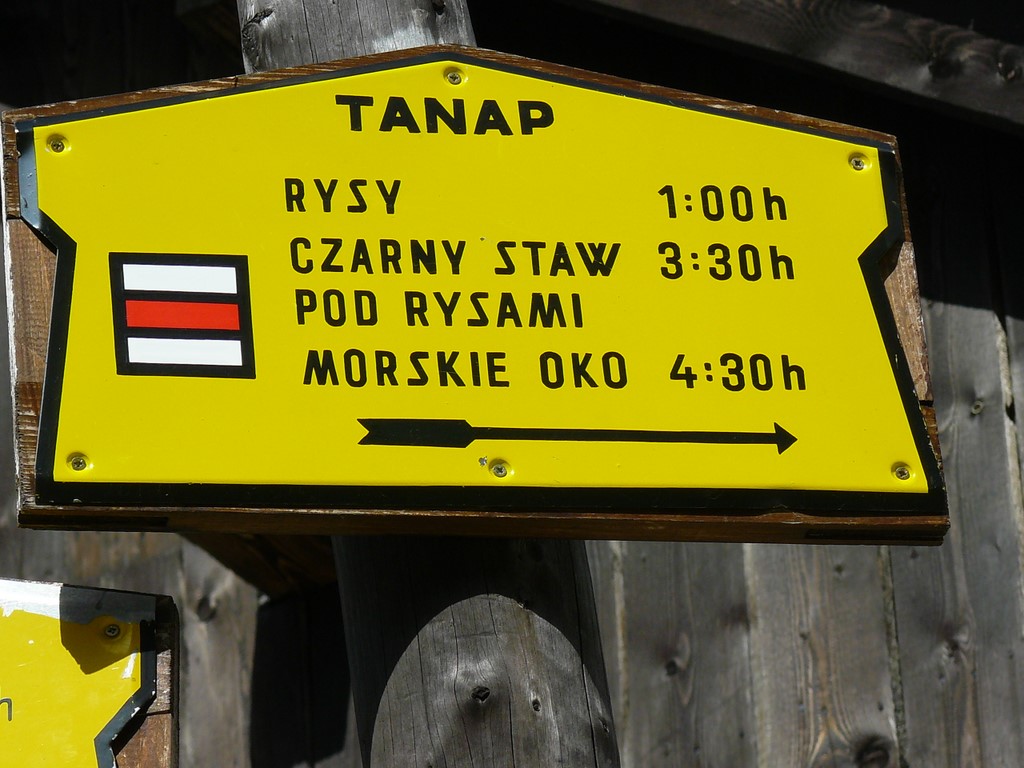 TANAP
RYSY 1:00h
CZARNY STAW 3:30h
POD RYSAMI
MORSKIE OKO 4:30h
h